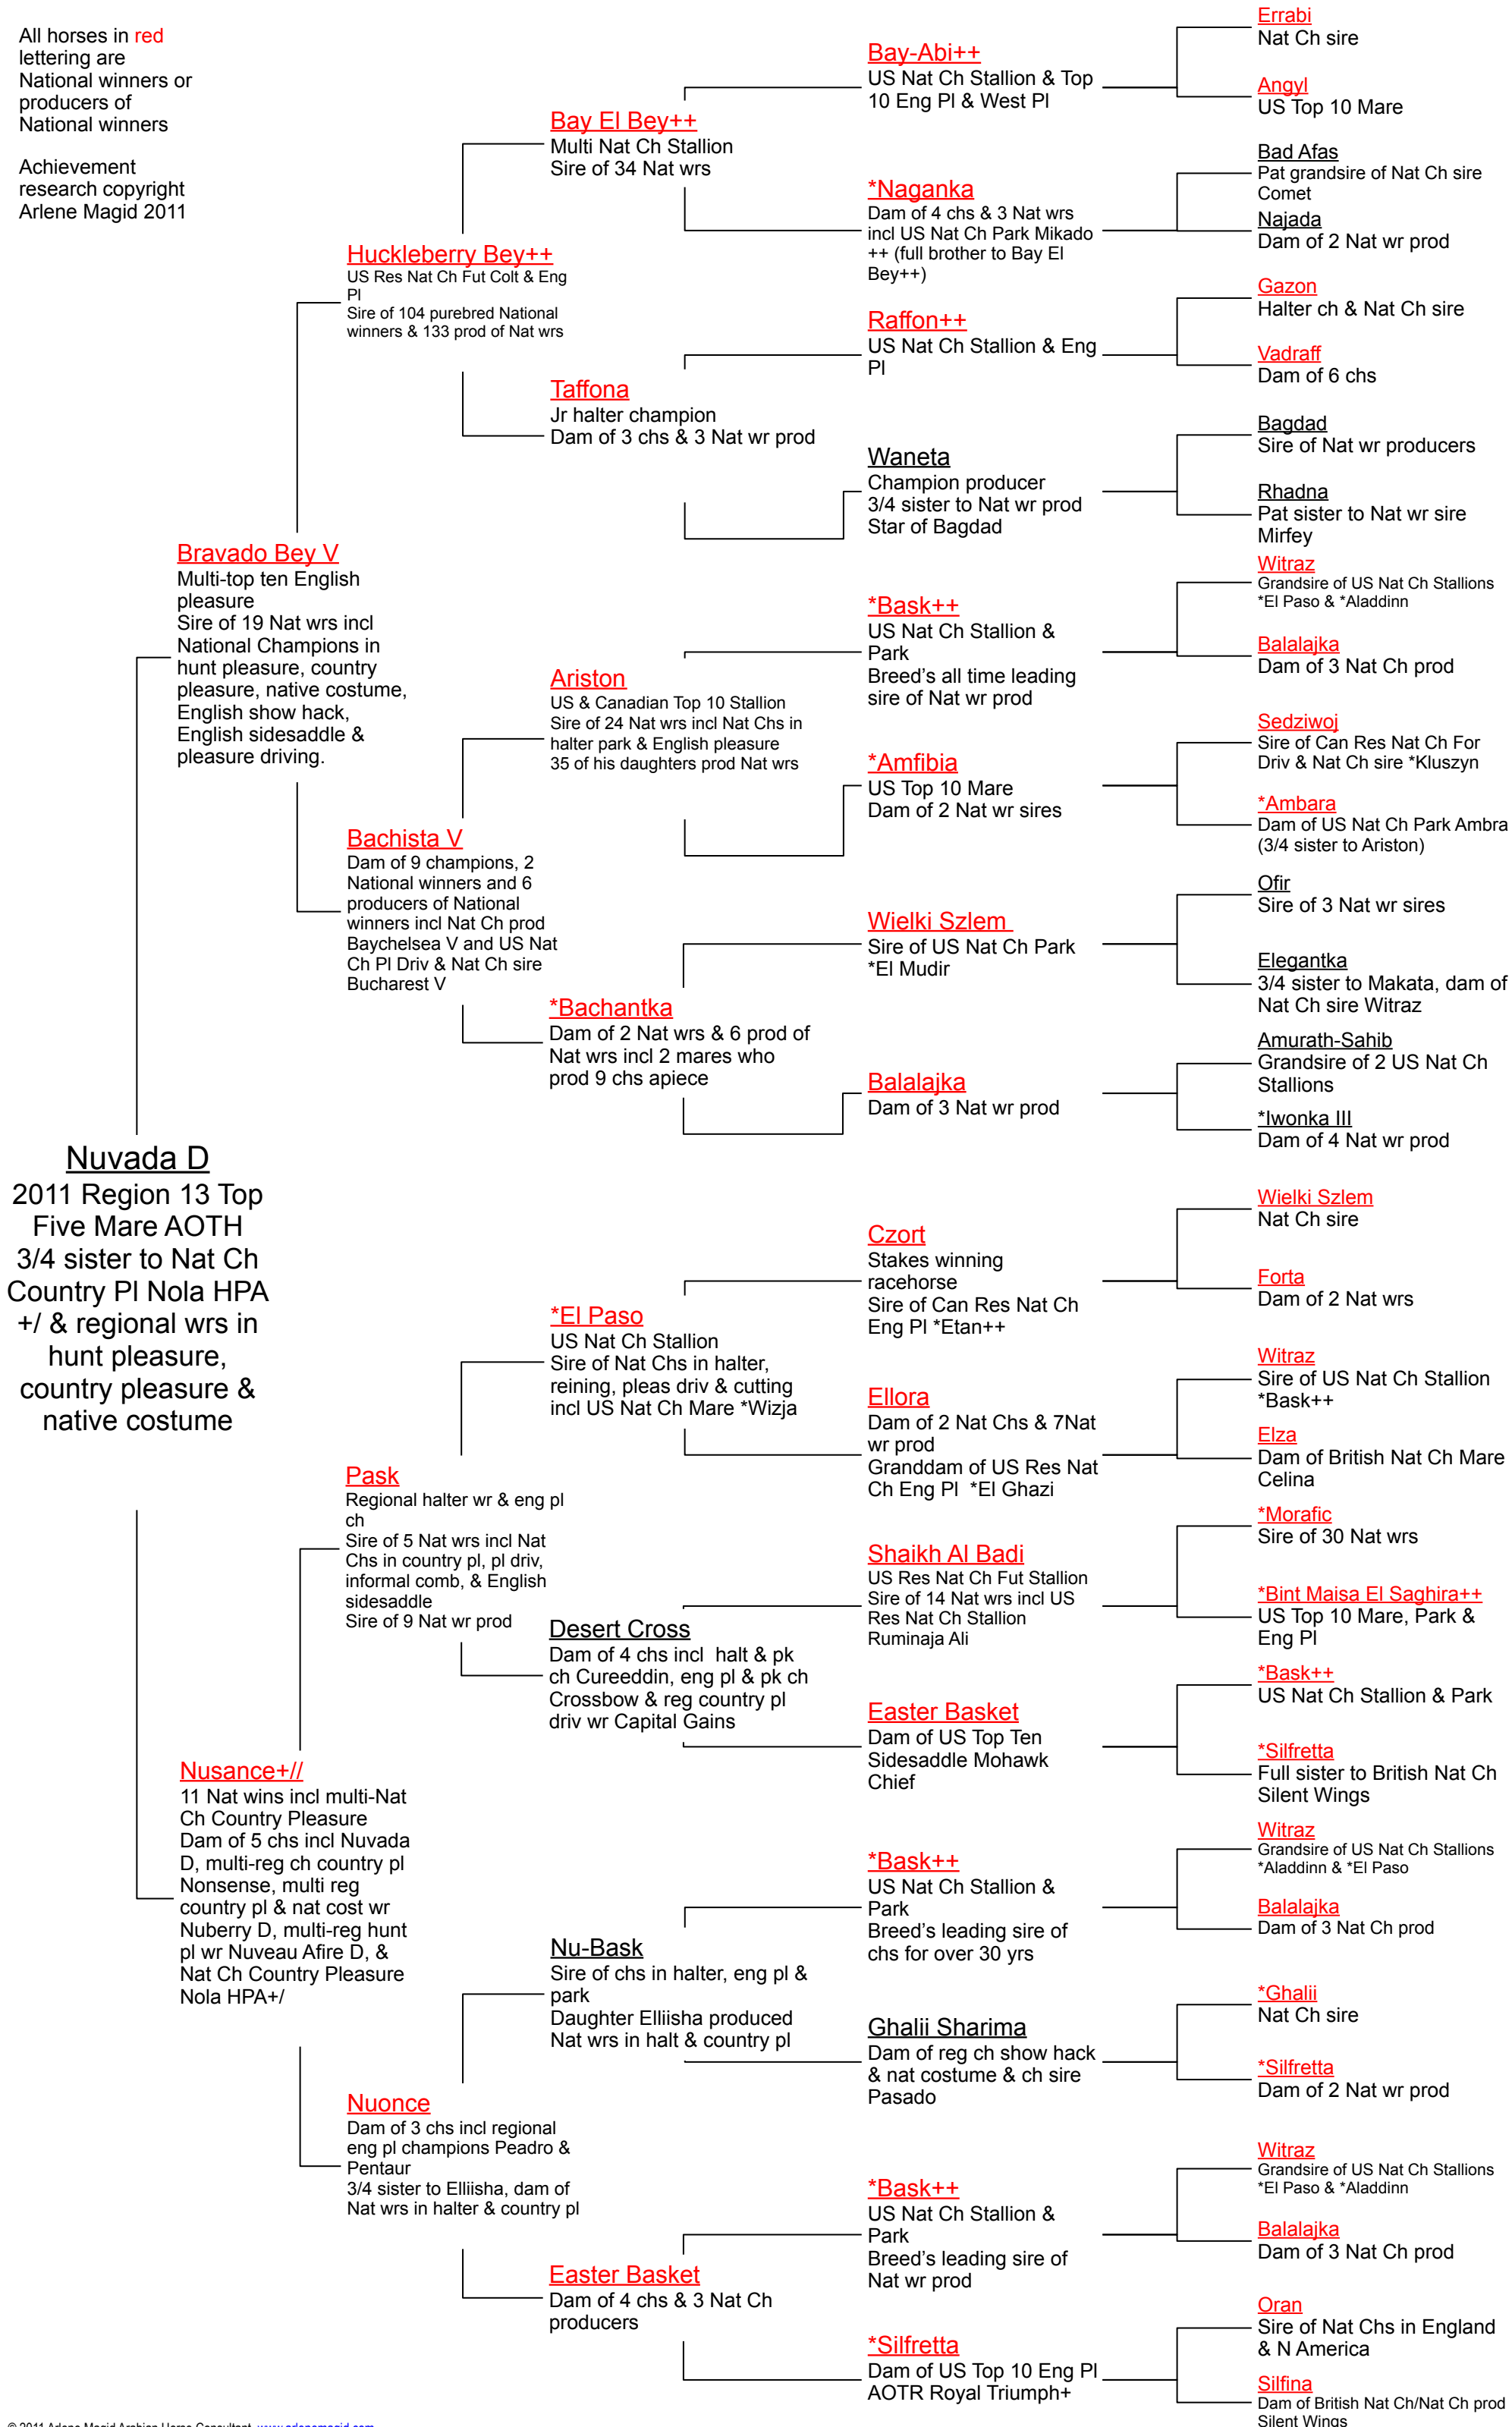 All horses in red
lettering are
National winners or
producers of
National winners
Achievement
research copyright
Arlene Magid 2011
Nuvada D
2011 Region 13 Top
Five Mare AOTH
3/4 sister to Nat Ch
Country Pl Nola HPA
+/ & regional wrs in
hunt pleasure,
country pleasure &
native costume
Bravado Bey V
Multi-top ten English
pleasure
Sire of 19 Nat wrs incl
National Champions in
hunt pleasure, country
pleasure, native costume,
English show hack,
English sidesaddle &
pleasure driving.
Nusance+//
11 Nat wins incl multi-Nat
Ch Country Pleasure
Dam of 5 chs incl Nuvada
D, multi-reg ch country pl
Nonsense, multi reg
country pl & nat cost wr
Nuberry D, multi-reg hunt
pl wr Nuveau Afire D, &
Nat Ch Country Pleasure
Nola HPA+/
Huckleberry Bey++
US Res Nat Ch Fut Colt & Eng
Pl
Sire of 104 purebred National
winners & 133 prod of Nat wrs
Bachista V
Dam of 9 champions, 2
National winners and 6
producers of National
winners incl Nat Ch prod
Baychelsea V and US Nat
Ch Pl Driv & Nat Ch sire
Bucharest V
Pask
Regional halter wr & eng pl
ch
Sire of 5 Nat wrs incl Nat
Chs in country pl, pl driv,
informal comb, & English
sidesaddle
Sire of 9 Nat wr prod
Nuonce
Dam of 3 chs incl regional
eng pl champions Peadro &
Pentaur
3/4 sister to Elliisha, dam of
Nat wrs in halter & country pl
Bay El Bey++
Multi Nat Ch Stallion
Sire of 34 Nat wrs
Taffona
Jr halter champion
Dam of 3 chs & 3 Nat wr prod
Ariston
US & Canadian Top 10 Stallion
Sire of 24 Nat wrs incl Nat Chs in
halter park & English pleasure
35 of his daughters prod Nat wrs
*Bachantka
Dam of 2 Nat wrs & 6 prod of
Nat wrs incl 2 mares who
prod 9 chs apiece
*El Paso
US Nat Ch Stallion
Sire of Nat Chs in halter,
reining, pleas driv & cutting
incl US Nat Ch Mare *Wizja
Desert Cross
Dam of 4 chs incl halt & pk
ch Cureeddin, eng pl & pk ch
Crossbow & reg country pl
driv wr Capital Gains
Nu-Bask
Sire of chs in halter, eng pl &
park
Daughter Elliisha produced
Nat wrs in halt & country pl
Easter Basket
Dam of 4 chs & 3 Nat Ch
producers
Bay-Abi++
US Nat Ch Stallion & Top
10 Eng Pl & West Pl
*Naganka
Dam of 4 chs & 3 Nat wrs
incl US Nat Ch Park Mikado
++ (full brother to Bay El
Bey++)
Raffon++
US Nat Ch Stallion & Eng
Pl
Waneta
Champion producer
3/4 sister to Nat wr prod
Star of Bagdad
*Bask++
US Nat Ch Stallion &
Park
Breed's all time leading
sire of Nat wr prod
*Amfibia
US Top 10 Mare
Dam of 2 Nat wr sires
Wielki Szlem
Sire of US Nat Ch Park
*El Mudir
Balalajka
Dam of 3 Nat wr prod
Czort
Stakes winning
racehorse
Sire of Can Res Nat Ch
Eng Pl *Etan++
Ellora
Dam of 2 Nat Chs & 7Nat
wr prod
Granddam of US Res Nat
Ch Eng Pl *El Ghazi
Shaikh Al Badi
US Res Nat Ch Fut Stallion
Sire of 14 Nat wrs incl US
Res Nat Ch Stallion
Ruminaja Ali
Easter Basket
Dam of US Top Ten
Sidesaddle Mohawk
Chief
*Bask++
US Nat Ch Stallion &
Park
Breed's leading sire of
chs for over 30 yrs
Ghalii Sharima
Dam of reg ch show hack
& nat costume & ch sire
Pasado
*Bask++
US Nat Ch Stallion &
Park
Breed's leading sire of
Nat wr prod
*Silfretta
Dam of US Top 10 Eng Pl
AOTR Royal Triumph+
Errabi
Nat Ch sire
Angyl
US Top 10 Mare
Bad Afas
Pat grandsire of Nat Ch sire
Comet
Najada
Dam of 2 Nat wr prod
Gazon
Halter ch & Nat Ch sire
Vadraff
Dam of 6 chs
Bagdad
Sire of Nat wr producers
Rhadna
Pat sister to Nat wr sire
Mirfey
Witraz
Grandsire of US Nat Ch Stallions
*El Paso & *Aladdinn
Balalajka
Dam of 3 Nat Ch prod
Sedziwoj
Sire of Can Res Nat Ch For
Driv & Nat Ch sire *Kluszyn
*Ambara
Dam of US Nat Ch Park Ambra
(3/4 sister to Ariston)
Ofir
Sire of 3 Nat wr sires
Elegantka
3/4 sister to Makata, dam of
Nat Ch sire Witraz
Amurath-Sahib
Grandsire of 2 US Nat Ch
Stallions
*Iwonka III
Dam of 4 Nat wr prod
Wielki Szlem
Nat Ch sire
Forta
Dam of 2 Nat wrs
Witraz
Sire of US Nat Ch Stallion
*Bask++
Elza
Dam of British Nat Ch Mare
Celina
*Morafic
Sire of 30 Nat wrs
*Bint Maisa El Saghira++
US Top 10 Mare, Park &
Eng Pl
*Bask++
US Nat Ch Stallion & Park
*Silfretta
Full sister to British Nat Ch
Silent Wings
Witraz
Grandsire of US Nat Ch Stallions
*Aladdinn & *El Paso
Balalajka
Dam of 3 Nat Ch prod
*Ghalii
Nat Ch sire
*Silfretta
Dam of 2 Nat wr prod
Witraz
Grandsire of US Nat Ch Stallions
*El Paso & *Aladdinn
Balalajka
Dam of 3 Nat Ch prod
Oran
Sire of Nat Chs in England
& N America
Silfina
Dam of British Nat Ch/Nat Ch prod
Silent Wings
© 2011 Arlene Magid Arabian Horse Consultant www.arlenemagid.com